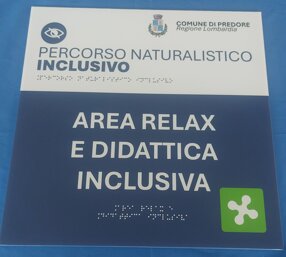 COMUNE DI PREDORE
Regione Lombardia
PERCORSO NATURALISTICO
INCLUSIVO
AREA RELAX
E DIDATTICA
INCLUSIVA